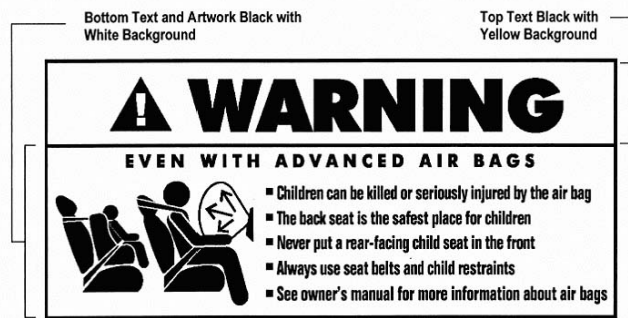 Bottom Text and Artwork Black with
White Background
Top Text Black with
Yellow Background
WARNING
EVEN WITH ADVANCED AIR BAGS
Children can be killed or seriously injured by the air bag
The back seat is the safest place for children
Never put a rear-facing child seat in the front
Always use seat belts and child restraints
See owner's manual for more information about air bags